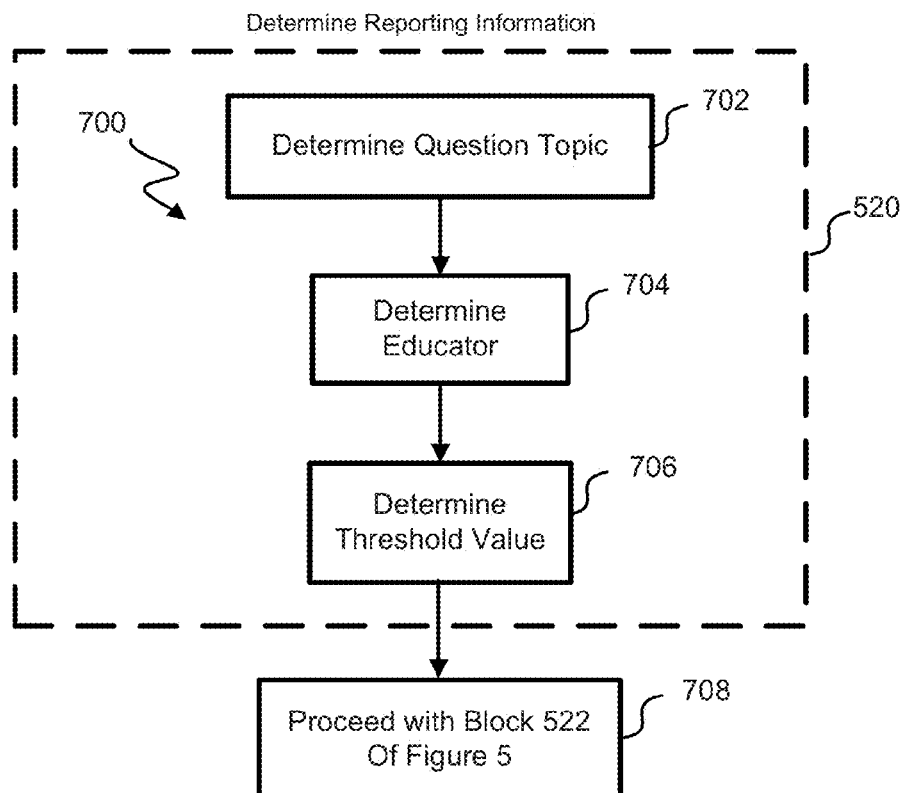 Determine Reporting Information
700
702
Determine Question Topic
520
704
Determine
Educator
706
Determine
Threshold Value
708
Proceed with Block 522
Of Figure 5